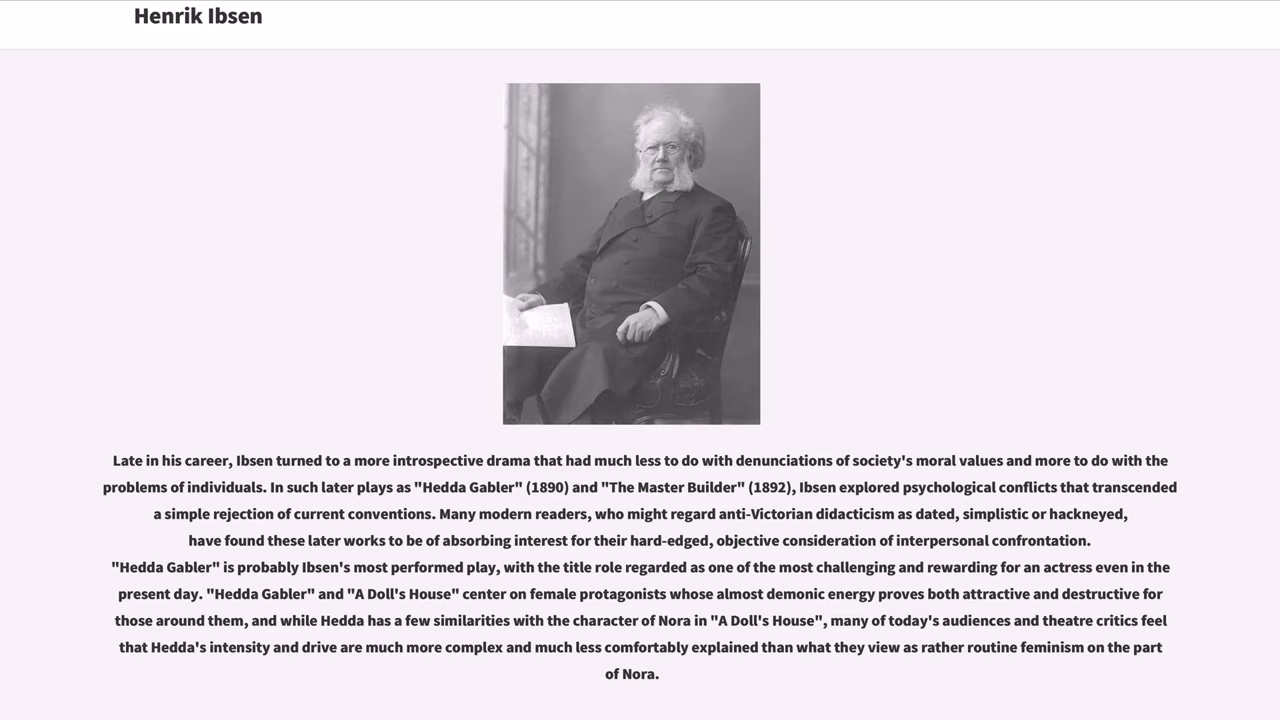 Henrik Ibsen
Late in his career, Ibsen turned to a more introspective drama that had much less to do with denunciations of society's moral values and more to do with the
problems of individuals. In such later plays as "Hedda Gabler" (1890) and "The Master Builder" (1892), Ibsen explored psychological conflicts that transcended
a simple rejection of current conventions. Many modern readers, who might regard anti-Victorian didacticism as dated, simplistic or hackneyed,
have found these later works to be of absorbing interest for their hard-edged, objective consideration of interpersonal confrontation.
"Hedda Gabler" is probably Ibsen's most performed play, with the title role regarded as one of the most challenging and rewarding for an actress even in the
present day. "Hedda Gabler" and "A Doll's House" center on female protagonists whose almost demonic energy proves both attractive and destructive for
those around them, and while Hedda has a few similarities with the character of Nora in "A Doll's House", many of today's audiences and theatre critics feel
that Hedda's intensity and drive are much more complex and much less comfortably explained than what they view as rather routine feminism on the part
of Nora.